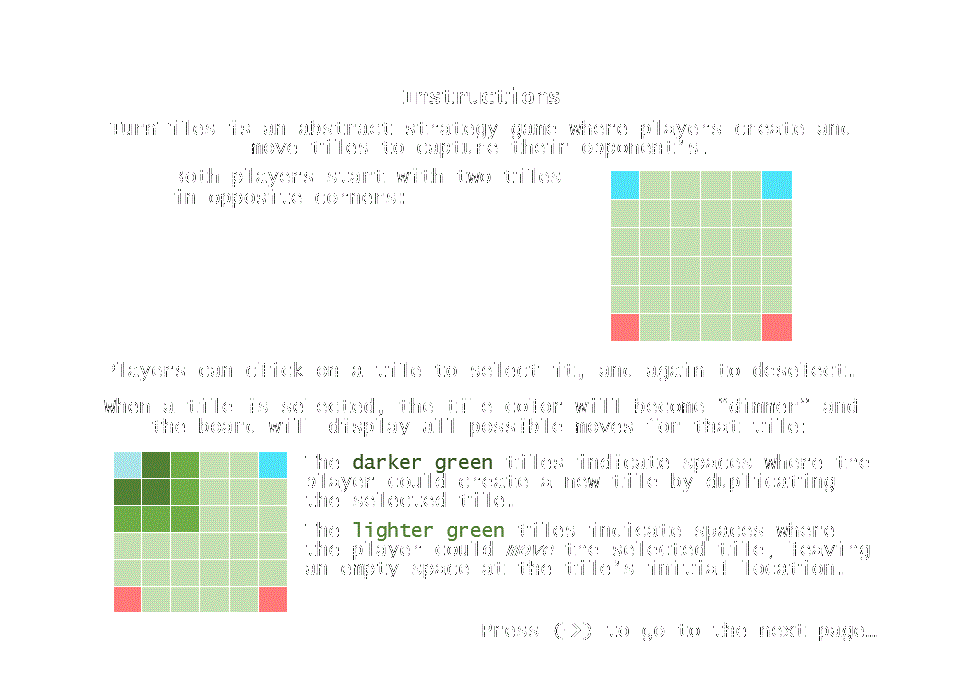 Instructions
TurnTiles is an abstract strategy game where players create and
move tiles to capture their opponent's.
Both players start with two tiles
in opposite corners:
Players can click on a tile to select it, and again to deselect.
When a tile is selected, the tile color will become "dimmer" and
the board will display all possible moves for that tile:
The darker green tiles indicate spaces where the
player could create a new tile by duplicating
the selected tile.
The lighter green tiles indicate spaces where
the player could move the selected tile, leaving
an empty space at the tile's initial location.
Press (->) to go to the next page…